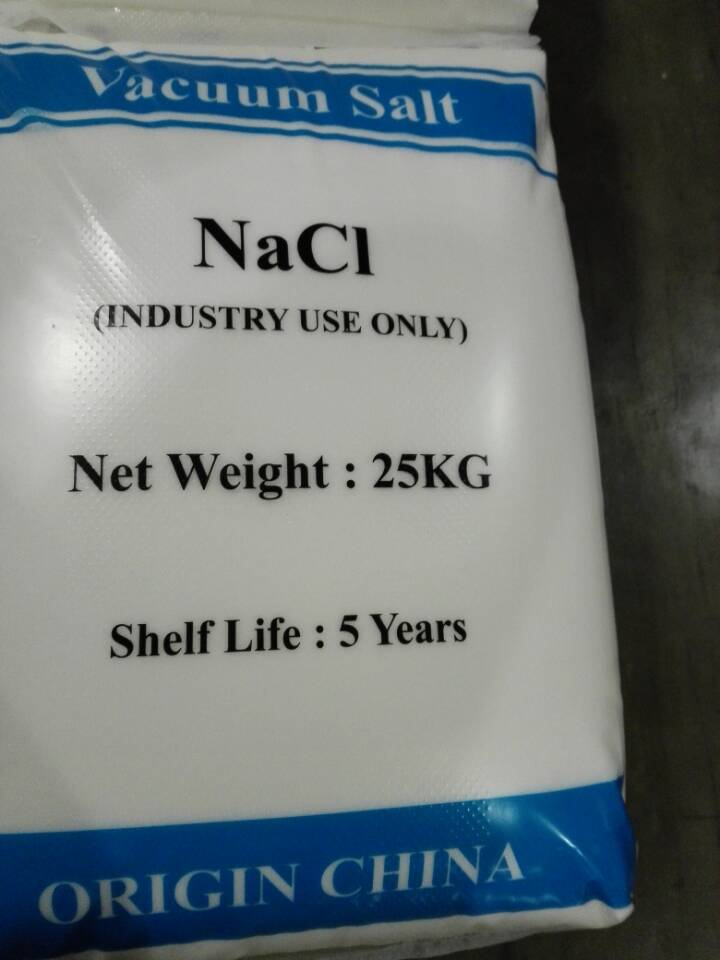 Vacuum Salt
NaCl
(INDUSTRY USE ONLY)
Net Weight : 25KG
Shelf Life : 5 Years
ORIGIN CHINA